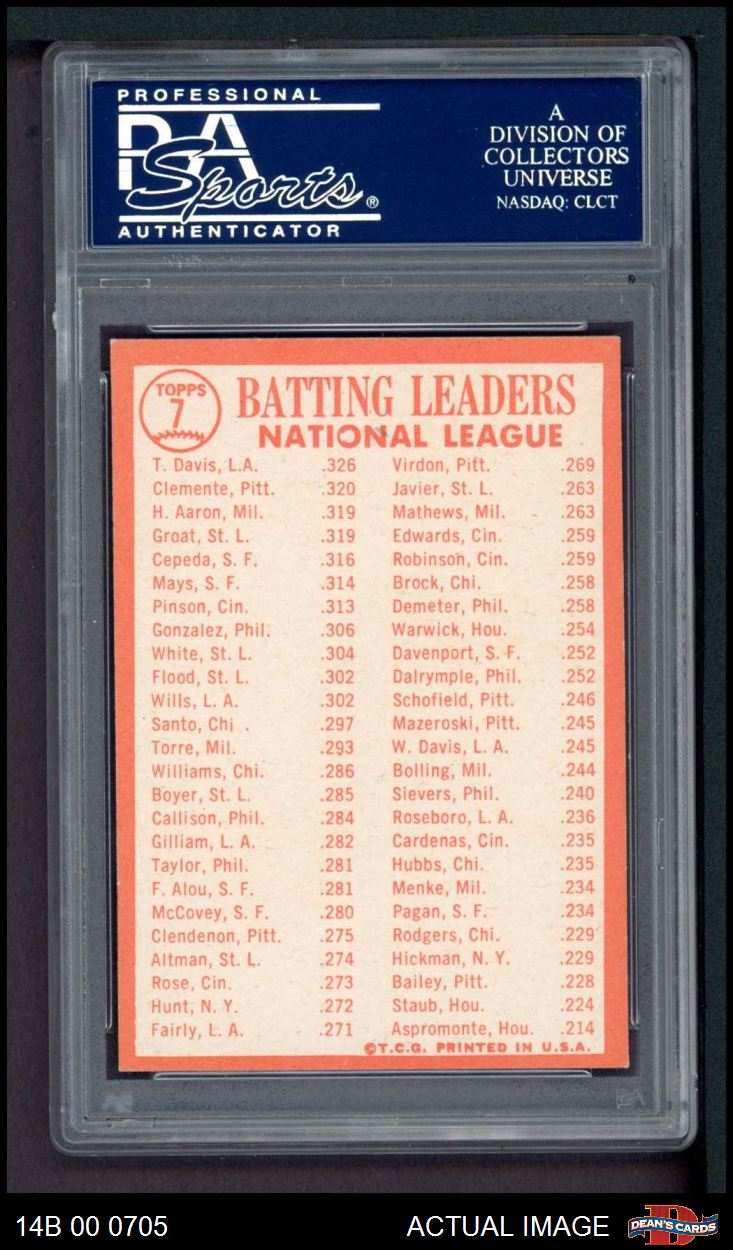 PROFESSIONAL
PSA
Sports®
AUTHENTICATOR
A
DIVISION OF
COLLECTORS
UNIVERSE
NASDAQ: CLCT
TOPPS
7
BATTING LEADERS
NATIONAL LEAGUE
T. Davis, L.A. .326 Virdon, Pitt. .269
Clemente, Pitt. .320 Javier, St. L. .263
H. Aaron, Mil. .319 Mathews, Mil. .263
Groat, St. L. .319 Edwards, Cin. .259
Cepeda, S. F. .316 Robinson, Cin. .259
Mays, S. F. .314 Brock, Chi. .258
Pinson, Cin. .313 Demeter, Phil. .258
Gonzalez, Phil. .306 Warwick, Hou. .254
White, St. L. .304 Davenport, S. F. .252
Flood, St. L. .302 Dalrymple, Phil. .252
Wills, L. A. .302 Schofield, Pitt. .246
Santo, Chi . .297 Mazeroski, Pitt. .245
Torre, Mil. .293 W. Davis, L. A. .245
Williams, Chi. .286 Bolling, Mil. .244
Boyer, St. L. .285 Sievers, Phil. .240
Callison, Phil. .284 Roseboro, L. A. .236
Gilliam, L. A. .282 Cardenas, Cin. .235
Taylor, Phil. .281 Hubbs, Chi. .235
F. Alou, S. F. .281 Menke, Mil. .234
McCovey, S. F. .280 Pagan, S. F. .234
Clendenon, Pitt. .275 Rodgers, Chi. .229
Altman, St. L. .274 Hickman, N. Y. .229
Rose, Cin. .273 Bailey, Pitt. .228
Hunt, N. Y. .272 Staub, Hou. .224
Fairly, L. A. .271 Aspromonte, Hou. .214
©T.C.G. PRINTED IN U.S.A.
14B 00 0705 ACTUAL IMAGE
DEAN'S CARDS